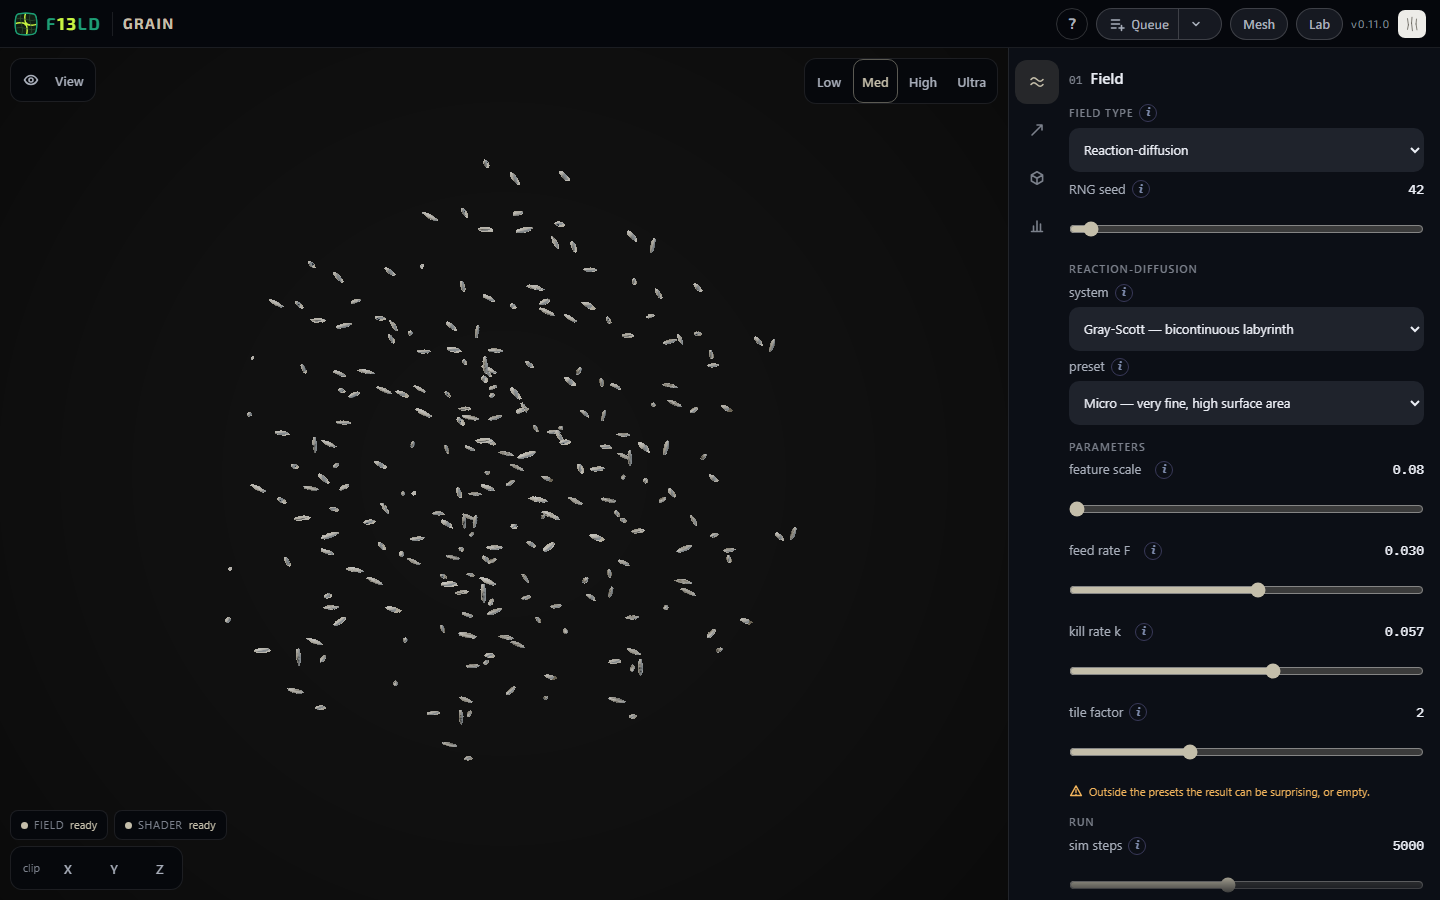 F13LD GRAIN
? Queue Mesh Lab v0.11.0
View
Low Med High Ultra
01 Field
FIELD TYPE i
Reaction-diffusion
RNG seed i 42
REACTION-DIFFUSION
system i
Gray-Scott — bicontinuous labyrinth
preset i
Micro — very fine, high surface area
PARAMETERS
feature scale i 0.08
feed rate F i 0.030
kill rate k i 0.057
tile factor i 2
Outside the presets the result can be surprising, or empty.
RUN
sim steps i 5000
FIELD ready SHADER ready
clip X Y Z